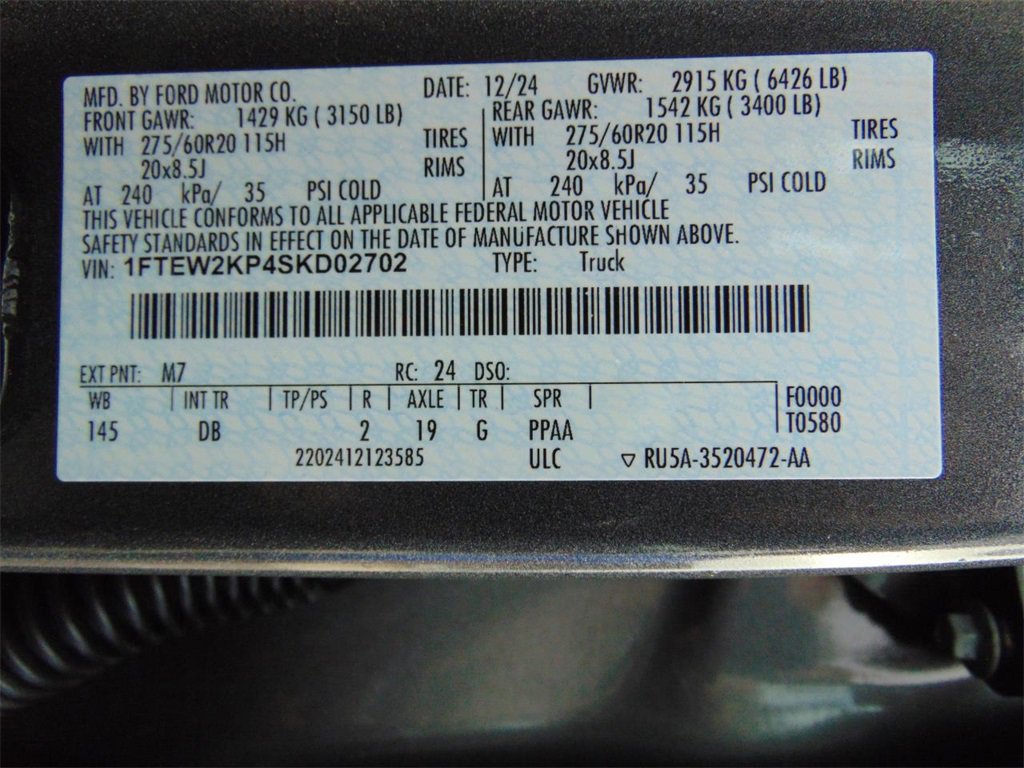 MFD. BY FORD MOTOR CO. DATE: 12/24 GVWR: 2915 KG ( 6426 LB)
FRONT GAWR: 1429 KG ( 3150 LB) REAR GAWR: 1542 KG ( 3400 LB)
WITH 275/60R20 115H TIRES WITH 275/60R20 115H TIRES
20x8.5J RIMS 20x8.5J RIMS
AT 240 kPa/ 35 PSI COLD AT 240 kPa/ 35 PSI COLD
THIS VEHICLE CONFORMS TO ALL APPLICABLE FEDERAL MOTOR VEHICLE
SAFETY STANDARDS IN EFFECT ON THE DATE OF MANUFACTURE SHOWN ABOVE.
VIN: 1FTEW2KP4SKD02702 TYPE: Truck
EXT PNT: M7 RC: 24 DSO:
WB INT TR TP/PS R AXLE TR SPR F0000
145 DB 2 19 G PPAA T0580
2202412123585 ULC ▽ RU5A-3520472-AA